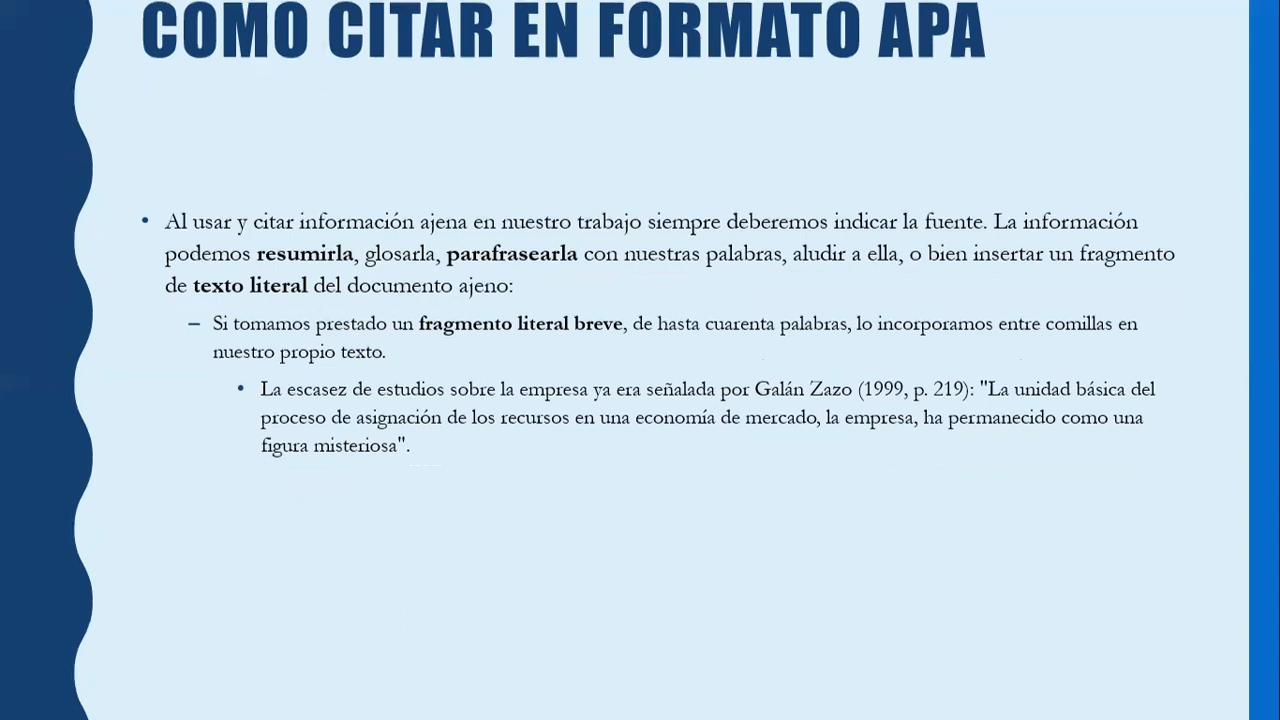 COMO CITAR EN FORMATO APA
• Al usar y citar información ajena en nuestro trabajo siempre deberemos indicar la fuente. La información
podemos resumirla, glosarla, parafrasearla con nuestras palabras, aludir a ella, o bien insertar un fragmento
de texto literal del documento ajeno:
– Si tomamos prestado un fragmento literal breve, de hasta cuarenta palabras, lo incorporamos entre comillas en
nuestro propio texto.
• La escasez de estudios sobre la empresa ya era señalada por Galán Zazo (1999, p. 219): "La unidad básica del
proceso de asignación de los recursos en una economía de mercado, la empresa, ha permanecido como una
figura misteriosa".